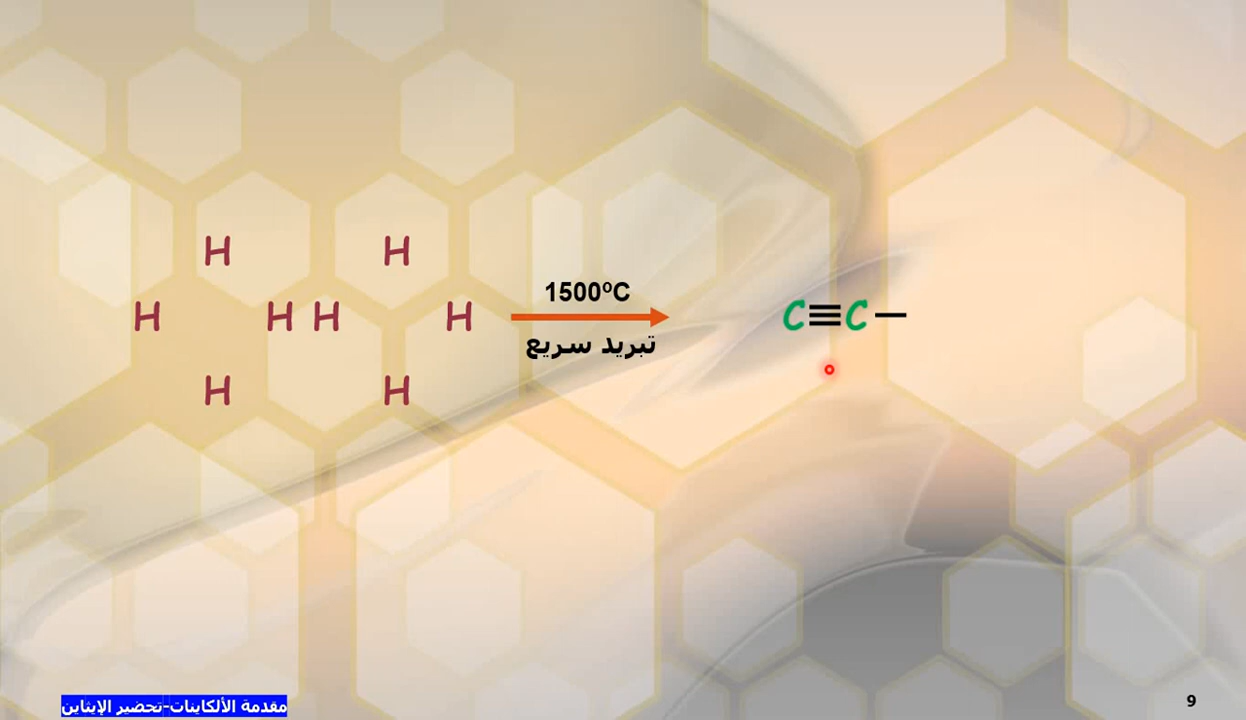 H H
H H H H
H H
1500ºC
تبريد سريع
C≡C–
مقدمة الألكاينات-تحضير الإيثاين
9